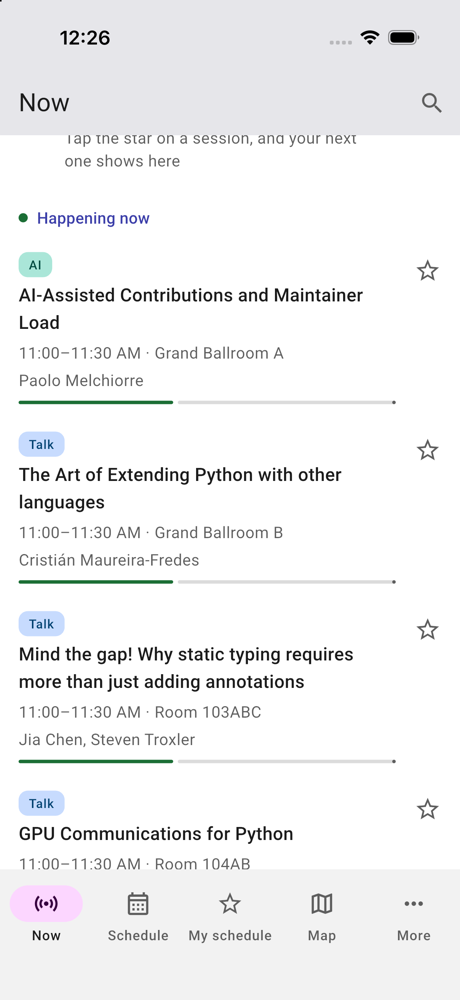 12:26
Now
Tap the star on a session, and your next
one shows here
Happening now
AI
AI-Assisted Contributions and Maintainer
Load
11:00–11:30 AM · Grand Ballroom A
Paolo Melchiorre
Talk
The Art of Extending Python with other
languages
11:00–11:30 AM · Grand Ballroom B
Cristián Maureira-Fredes
Talk
Mind the gap! Why static typing requires
more than just adding annotations
11:00–11:30 AM · Room 103ABC
Jia Chen, Steven Troxler
Talk
GPU Communications for Python
11:00–11:30 AM · Room 104AB
Now
Schedule
My schedule
Map
More